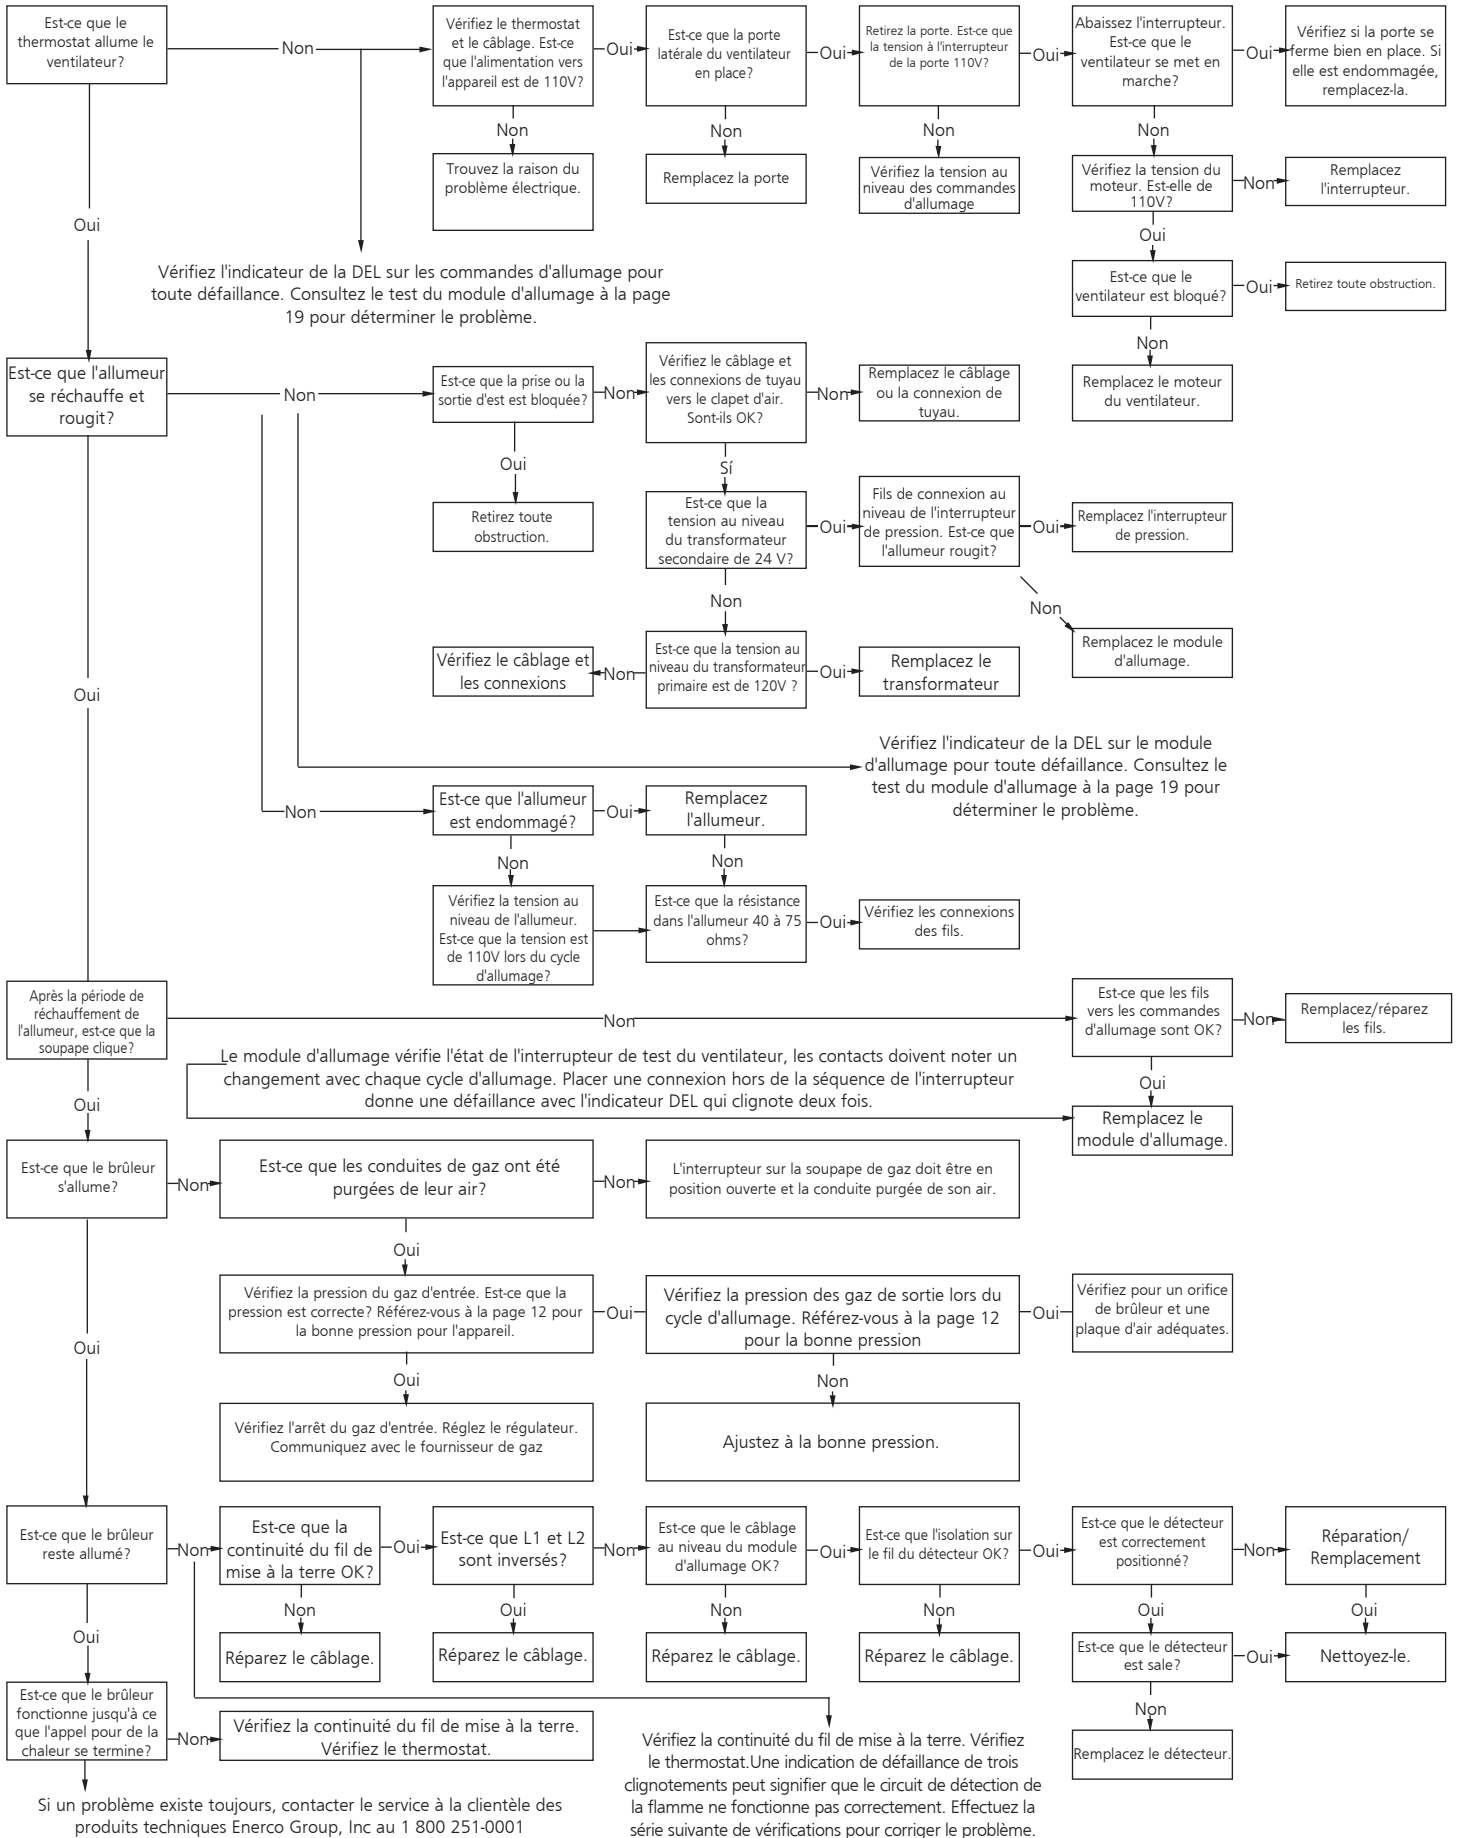 Est-ce que le
thermostat allume le
ventilateur?
Non
Vérifiez le thermostat
et le câblage. Est-ce
que l'alimentation vers
l'appareil est de 110V?
Oui
Est-ce que la porte
latérale du ventilateur
en place?
Oui
Retirez la porte. Est-ce que
la tension à l'interrupteur
de la porte 110V?
Oui
Abaissez l'interrupteur.
Est-ce que le
ventilateur se met en
marche?
Oui
Vérifiez si la porte se
ferme bien en place. Si
elle est endommagée,
remplacez-la.
Non
Non
Non
Non
Trouvez la raison du
problème électrique.
Remplacez la porte
Vérifiez la tension au
niveau des commandes
d'allumage
Vérifiez la tension du
moteur. Est-elle de
110V?
Non
Remplacez
l'interrupteur.
Oui
Oui
Vérifiez l'indicateur de la DEL sur les commandes d'allumage pour
toute défaillance. Consultez le test du module d'allumage à la page
19 pour déterminer le problème.
Est-ce que le
ventilateur est bloqué?
Oui
Retirez toute obstruction.
Non
Remplacez le moteur
du ventilateur.
Est-ce que l'allumeur
se réchauffe et
rougit?
Non
Est-ce que la prise ou la
sortie d'est est bloquée?
Non
Vérifiez le câblage et
les connexions de tuyau
vers le clapet d'air.
Sont-ils OK?
Non
Remplacez le câblage
ou la connexion de
tuyau.
Oui
Sí
Retirez toute
obstruction.
Est-ce que la
tension au niveau
du transformateur
secondaire de 24 V?
Oui
Fils de connexion au
niveau de l'interrupteur
de pression. Est-ce que
l'allumeur rougit?
Oui
Remplacez l'interrupteur
de pression.
Non
Non
Remplacez le module
d'allumage.
Vérifiez le câblage et
les connexions
Non
Est-ce que la tension au
niveau du transformateur
primaire est de 120V ?
Oui
Remplacez le
transformateur
Oui
Vérifiez l'indicateur de la DEL sur le module
d'allumage pour toute défaillance. Consultez le
test du module d'allumage à la page 19 pour
déterminer le problème.
Non
Est-ce que l'allumeur
est endommagé?
Oui
Remplacez
l'allumeur.
Non
Non
Vérifiez la tension au
niveau de l'allumeur.
Est-ce que la tension est
de 110V lors du cycle
d'allumage?
Est-ce que la résistance
dans l'allumeur 40 à 75
ohms?
Oui
Vérifiez les connexions
des fils.
Après la période de
réchauffement de
l'allumeur, est-ce que la
soupape clique?
Non
Est-ce que les fils
vers les commandes
d'allumage sont OK?
Non
Remplacez/réparez
les fils.
Le module d'allumage vérifie l'état de l'interrupteur de test du ventilateur, les contacts doivent noter un
changement avec chaque cycle d'allumage. Placer une connexion hors de la séquence de l'interrupteur
donne une défaillance avec l'indicateur DEL qui clignote deux fois.
Oui
Oui
Remplacez le
module d'allumage.
Est-ce que le brûleur
s'allume?
Non
Est-ce que les conduites de gaz ont été
purgées de leur air?
Non
L'interrupteur sur la soupape de gaz doit être en
position ouverte et la conduite purgée de son air.
Oui
Vérifiez la pression du gaz d'entrée. Est-ce que la
pression est correcte? Référez-vous à la page 12 pour
la bonne pression pour l'appareil.
Oui
Vérifiez la pression des gaz de sortie lors du
cycle d'allumage. Référez-vous à la page 12
pour la bonne pression
Oui
Vérifiez pour un orifice
de brûleur et une
plaque d'air adéquates.
Oui
Oui
Non
Vérifiez l'arrêt du gaz d'entrée. Réglez le régulateur.
Communiquez avec le fournisseur de gaz
Ajustez à la bonne pression.
Est-ce que le brûleur
reste allumé?
Non
Est-ce que la
continuité du fil de
mise à la terre OK?
Oui
Est-ce que L1 et L2
sont inversés?
Non
Est-ce que le câblage
au niveau du module
d'allumage OK?
Oui
Est-ce que l'isolation sur
le fil du détecteur OK?
Oui
Est-ce que le détecteur
est correctement
positionné?
Non
Réparation/
Remplacement
Non
Oui
Non
Non
Oui
Oui
Oui
Réparez le câblage.
Réparez le câblage.
Réparez le câblage.
Réparez le câblage.
Est-ce que le détecteur
est sale?
Oui
Nettoyez-le.
Est-ce que le brûleur
fonctionne jusqu'à ce
que l'appel pour de la
chaleur se termine?
Non
Vérifiez la continuité du fil de mise à la terre.
Vérifiez le thermostat.
Non
Remplacez le détecteur.
Vérifiez la continuité du fil de mise à la terre. Vérifiez
le thermostat.Une indication de défaillance de trois
clignotements peut signifier que le circuit de détection de
la flamme ne fonctionne pas correctement. Effectuez la
série suivante de vérifications pour corriger le problème.
Si un problème existe toujours, contacter le service à la clientèle des
produits techniques Enerco Group, Inc au 1 800 251-0001